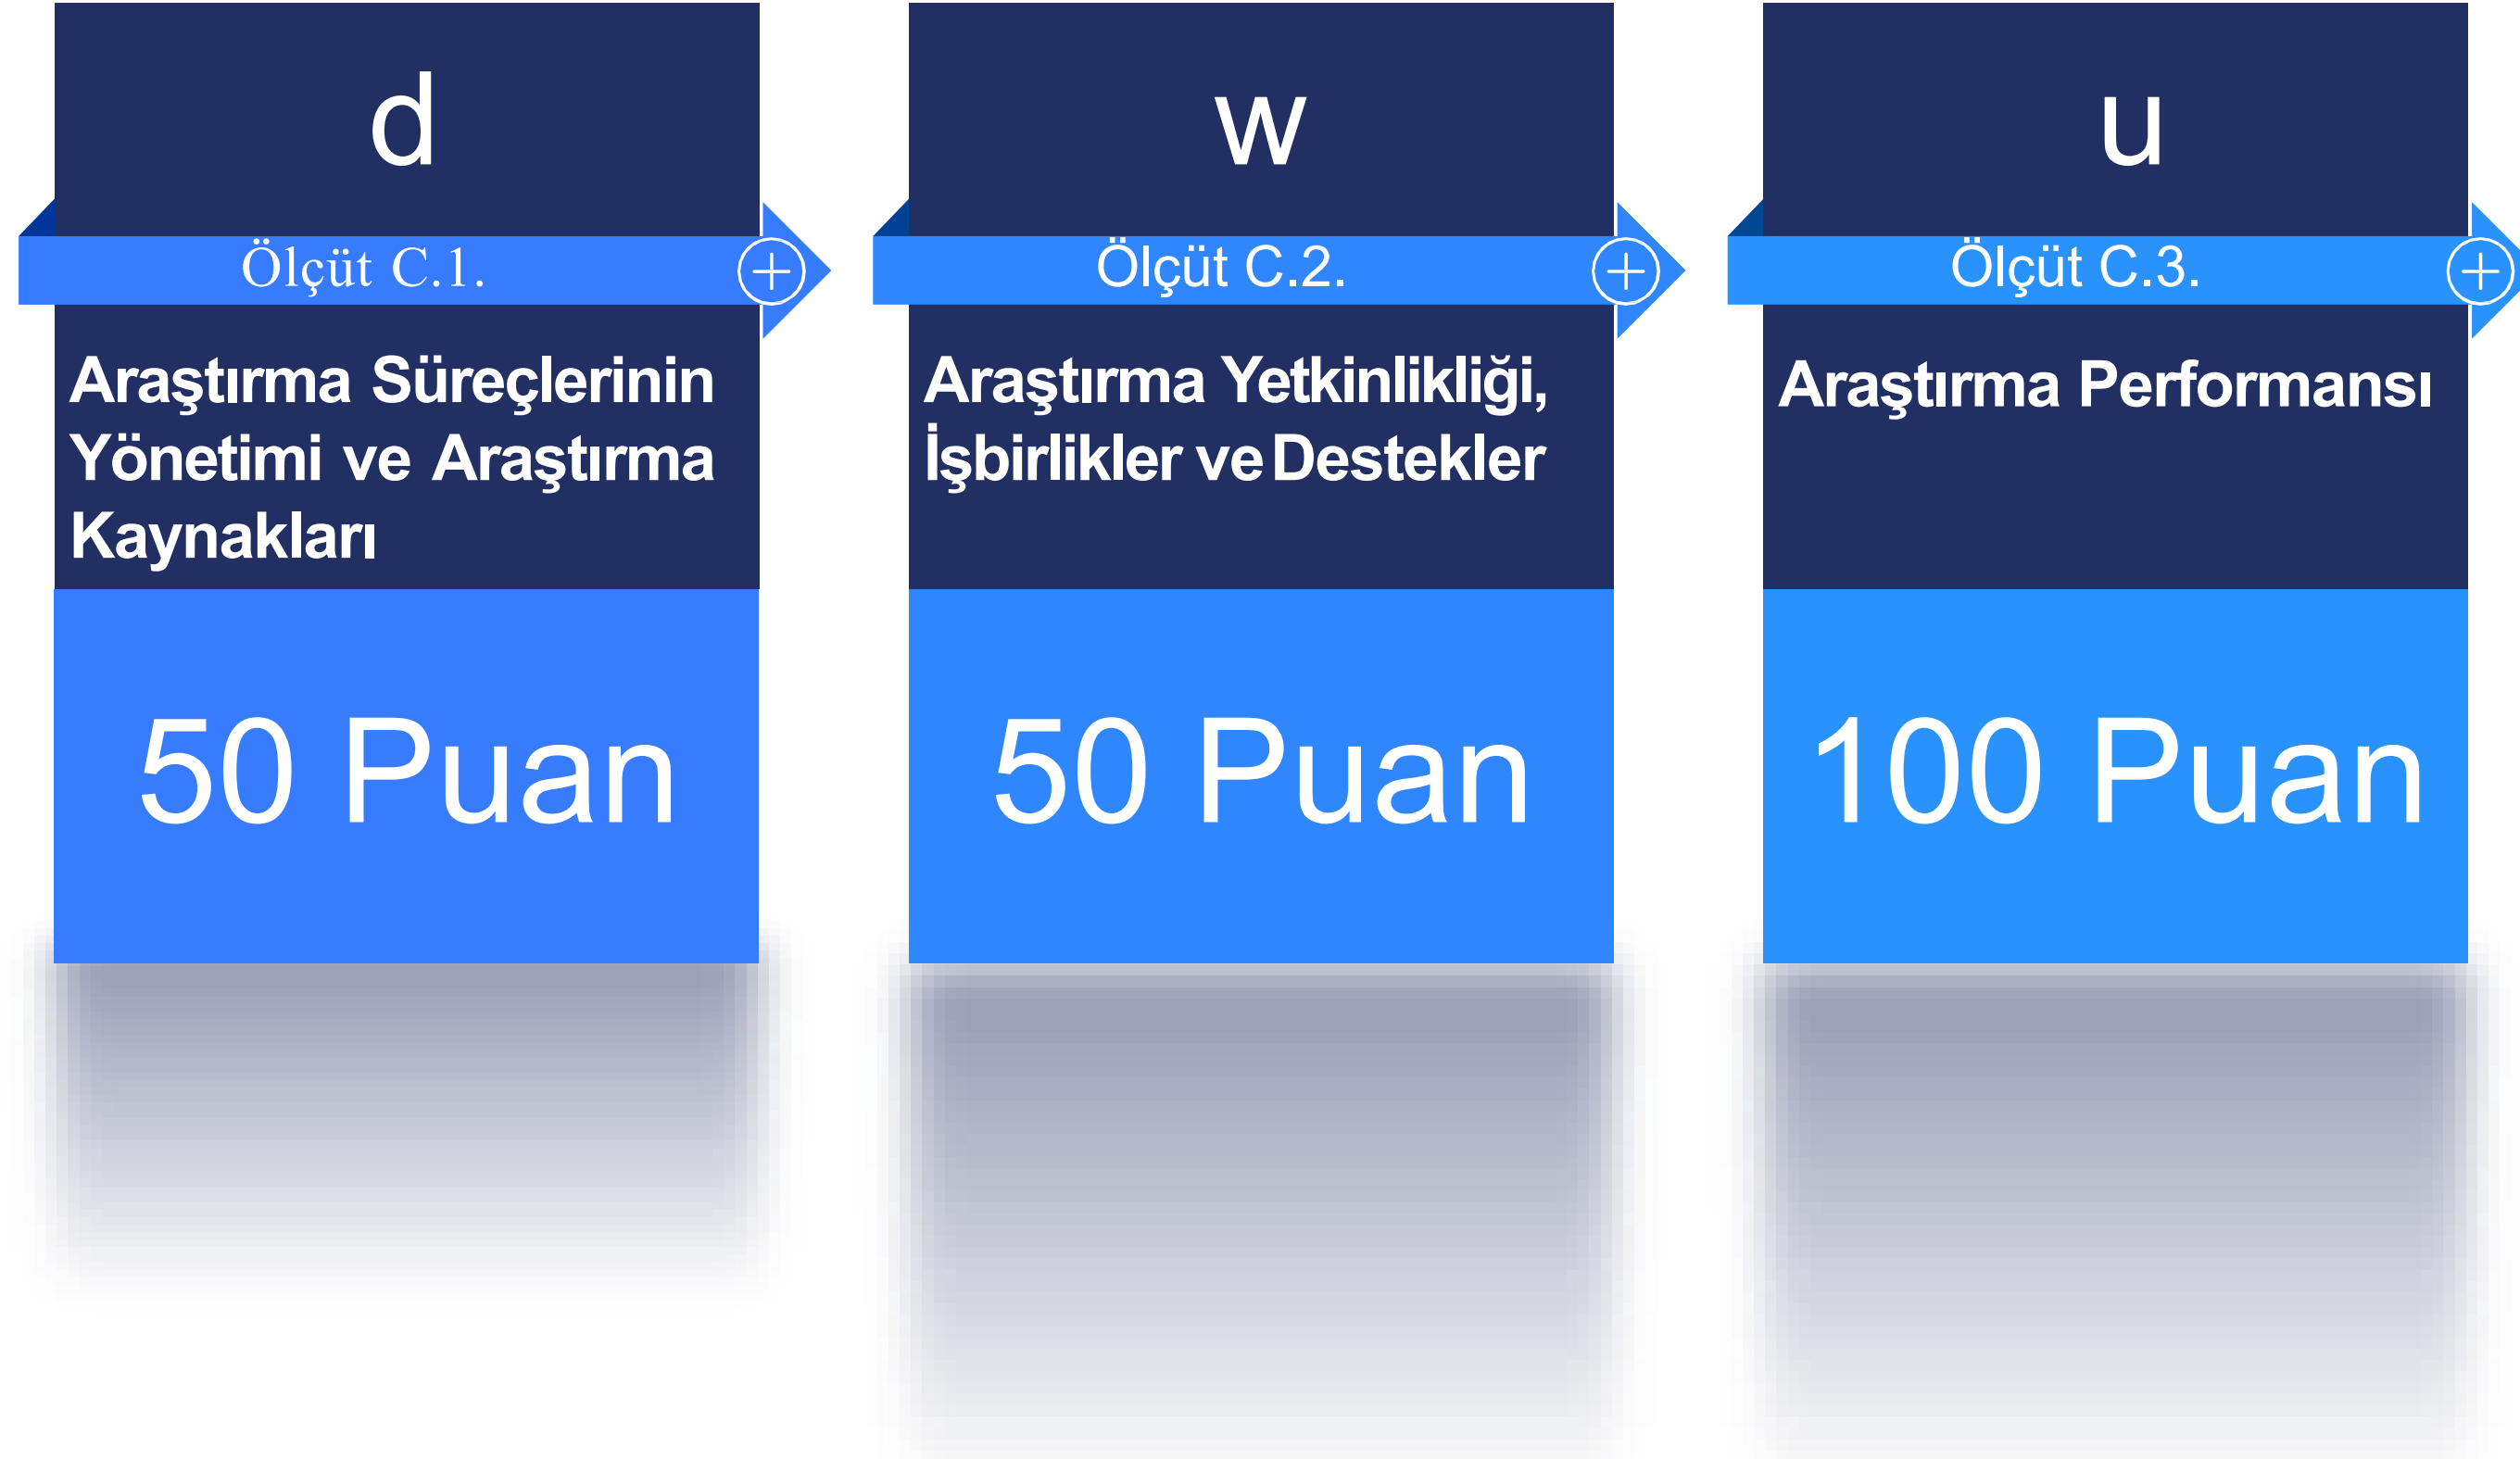 d
Ölçüt C.1.
Araştırma Süreçlerinin
Yönetimi ve Araştırma
Kaynakları
50 Puan
w
Ölçüt C.2.
Araştırma Yetkinlikliği,
İşbirlikler ve Destekler
50 Puan
u
Ölçüt C.3.
Araştırma Performansı
100 Puan